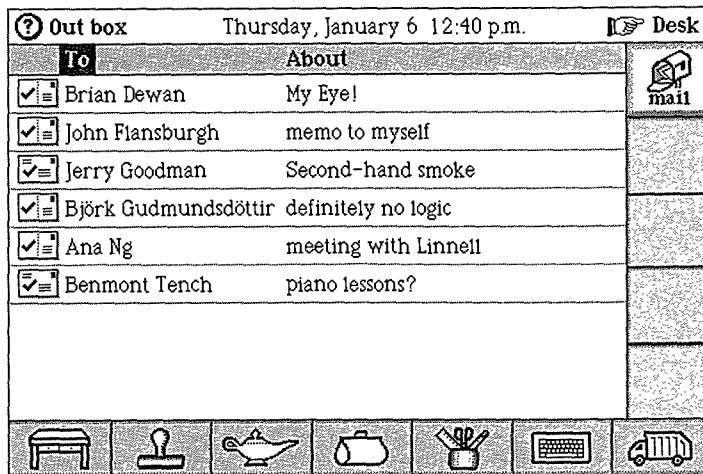 ? Out box Thursday, January 6 12:40 p.m. Desk
To About
mail
Brian Dewan My Eye!
John Flansburgh memo to myself
Jerry Goodman Second-hand smoke
Björk Gudmundsdöttir definitely no logic
Ana Ng meeting with Linnell
Benmont Tench piano lessons?